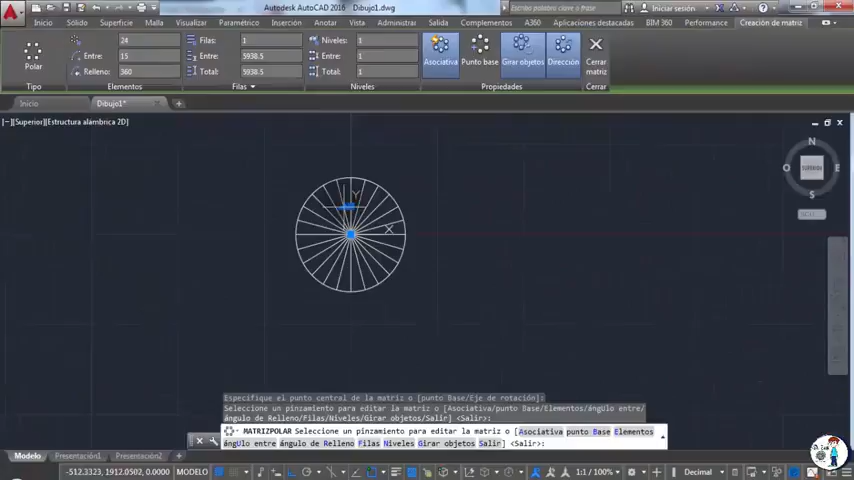 Autodesk AutoCAD 2016 Dibujo1.dwg
Escriba palabra clave o frase
Iniciar sesión
Inicio Sólido Superficie Malla Visualizar Paramétrico Inserción Anotar Vista Administrar Salida Complementos A360 Aplicaciones destacadas BIM 360 Performance Creación de matriz
24 Filas: 1 Niveles: 1
Entre: 15 Entre: 5938.5 Entre: 1
Relleno: 360 Total: 5938.5 Total: 1
Polar
Asociativa Punto base Girar objetos Dirección Cerrar matriz
Tipo Elementos Filas Niveles Propiedades Cerrar
Inicio Dibujo1*
[−][Superior][Estructura alámbrica 2D]
N
O SUPERIOR E
S
Y
X
Especifique el punto central de la matriz o [punto Base/Eje de rotación]:
Seleccione un pinzamiento para editar la matriz o [Asociativa/punto Base/Elementos/ángUlo entre/
ángulo de Relleno/Filas/Niveles/Girar objetos/Salir] <Salir>:
MATRIZPOLAR Seleccione un pinzamiento para editar la matriz o [Asociativa punto Base Elementos
ángUlo entre ángulo de Relleno Filas Niveles Girar objetos Salir] <Salir>:
Modelo Presentación1 Presentación2
-512.3323, 1912.0502, 0.0000 MODELO 1:1 / 100% Decimal